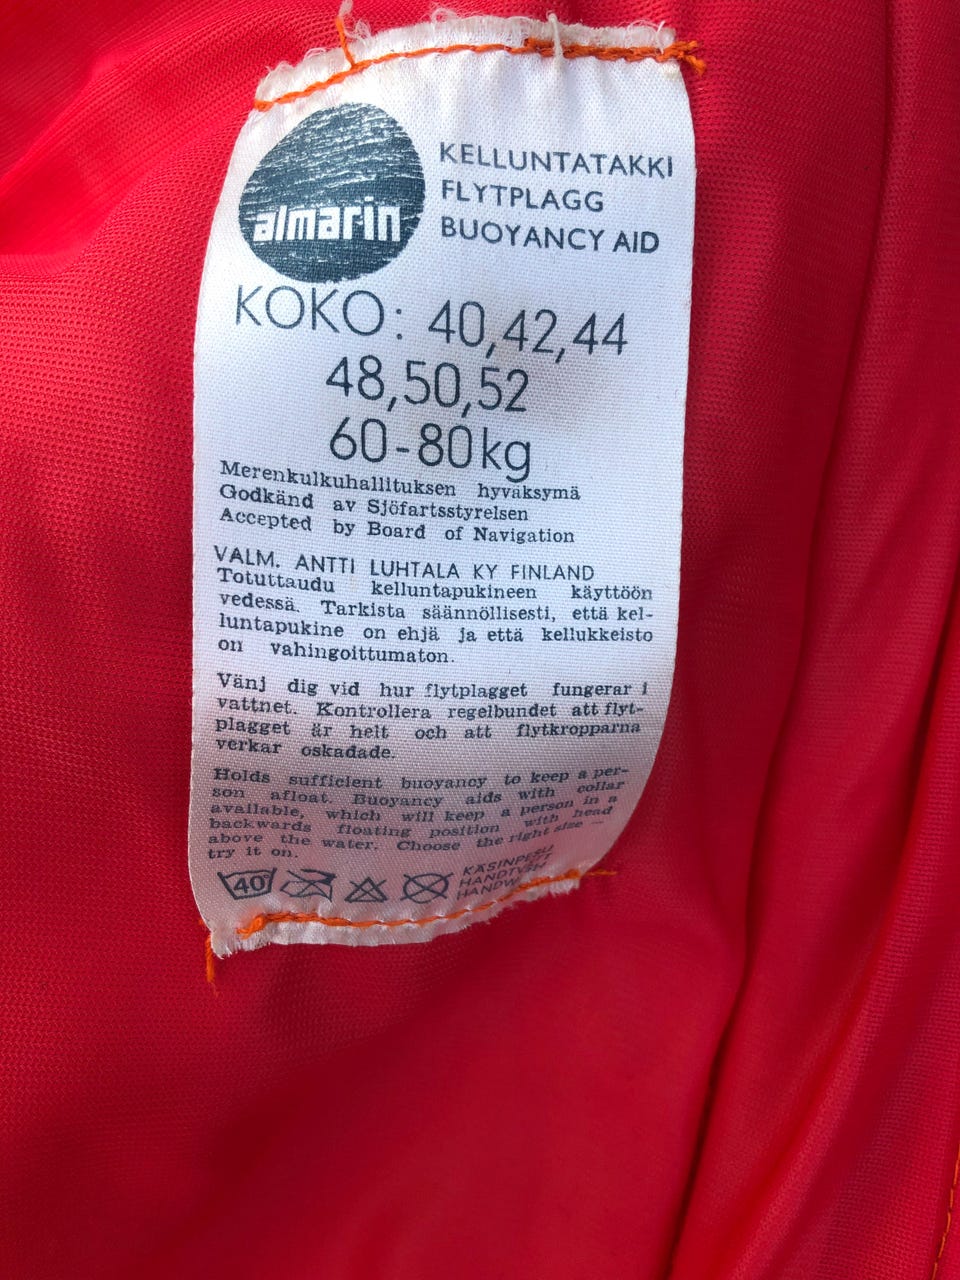 almarin
KELLUNTATAKKI
FLYTPLAGG
BUOYANCY AID
KOKO: 40,42,44
48,50,52
60-80kg
Merenkulkuhallituksen hyväksymä
Godkänd av Sjöfartsstyrelsen
Accepted by Board of Navigation
VALM. ANTTI LUHTALA KY FINLAND
Totuttaudu kelluntapukineen käyttöön
vedessä. Tarkista säännöllisesti, että kel-
luntapukine on ehjä ja että kellukkeisto
on vahingoittumaton.
Vänj dig vid hur flytplagget fungerar i
vattnet. Kontrollera regelbundet att flyt-
plagget är helt och att flytkropparna
verkar oskadade.
Holds sufficient buoyancy to keep a per-
son afloat. Buoyancy aids with collar
available, which will keep a person in a
backwards floating position with head
above the water. Choose the right size –
try it on.
40°
KÄSINPESU
HANDTVÄTT
HANDW